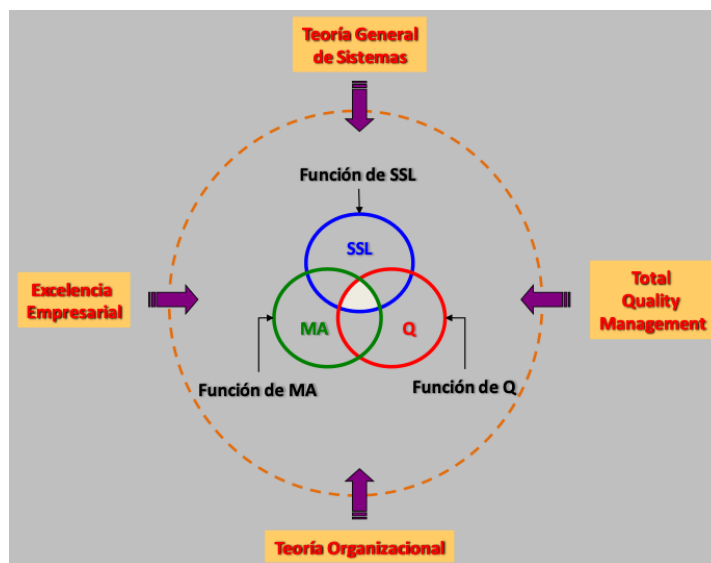 Teoría General
de Sistemas
Función de SSL
SSL
Excelencia
Empresarial
Total
Quality
Management
MA
Q
Función de MA
Función de Q
Teoría Organizacional